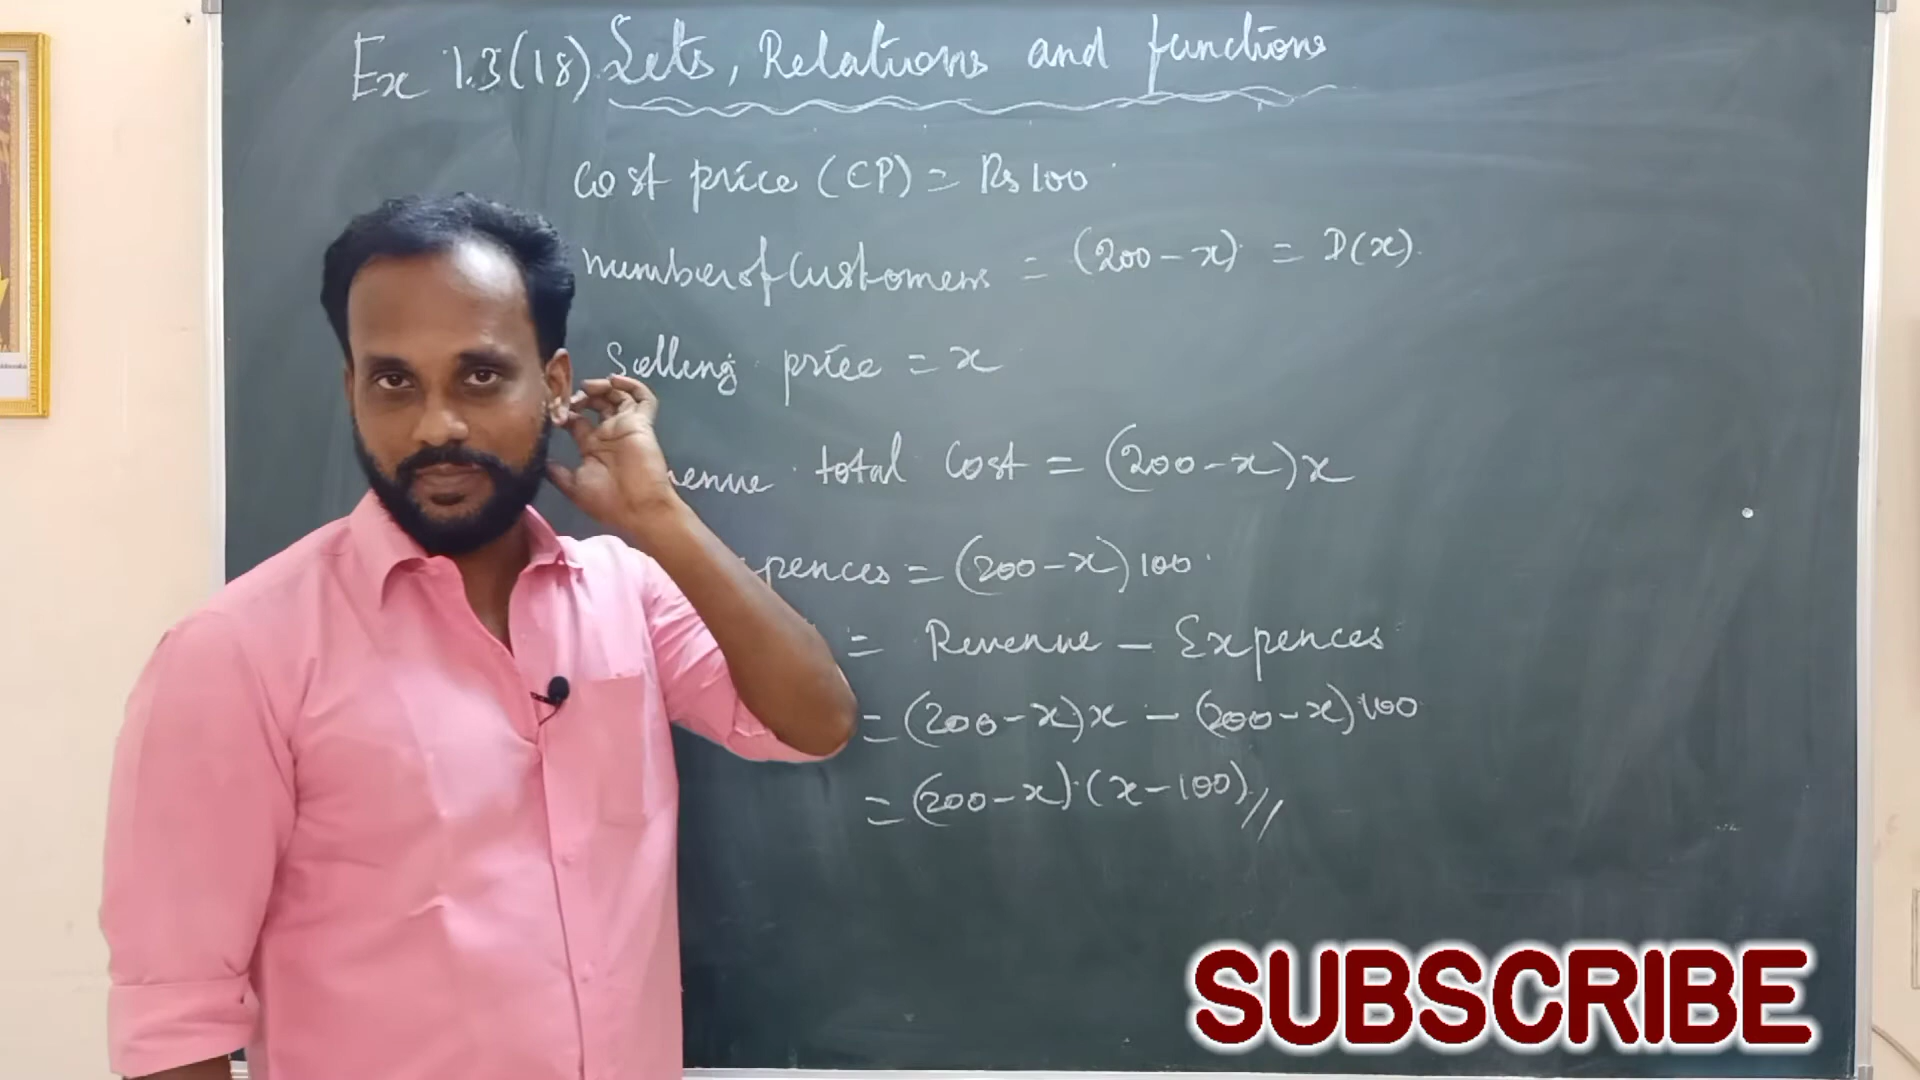 Ex 1.3(18) Sets, Relations and functions
cost price (CP) = Rs 100
number of customers = (200-x) = D(x).
Selling price = x
total cost = (200-x)x
= (200-x)100
= Revenue - Expences
= (200-x)x - (200-x)100
= (200-x) (x-100)//
SUBSCRIBE